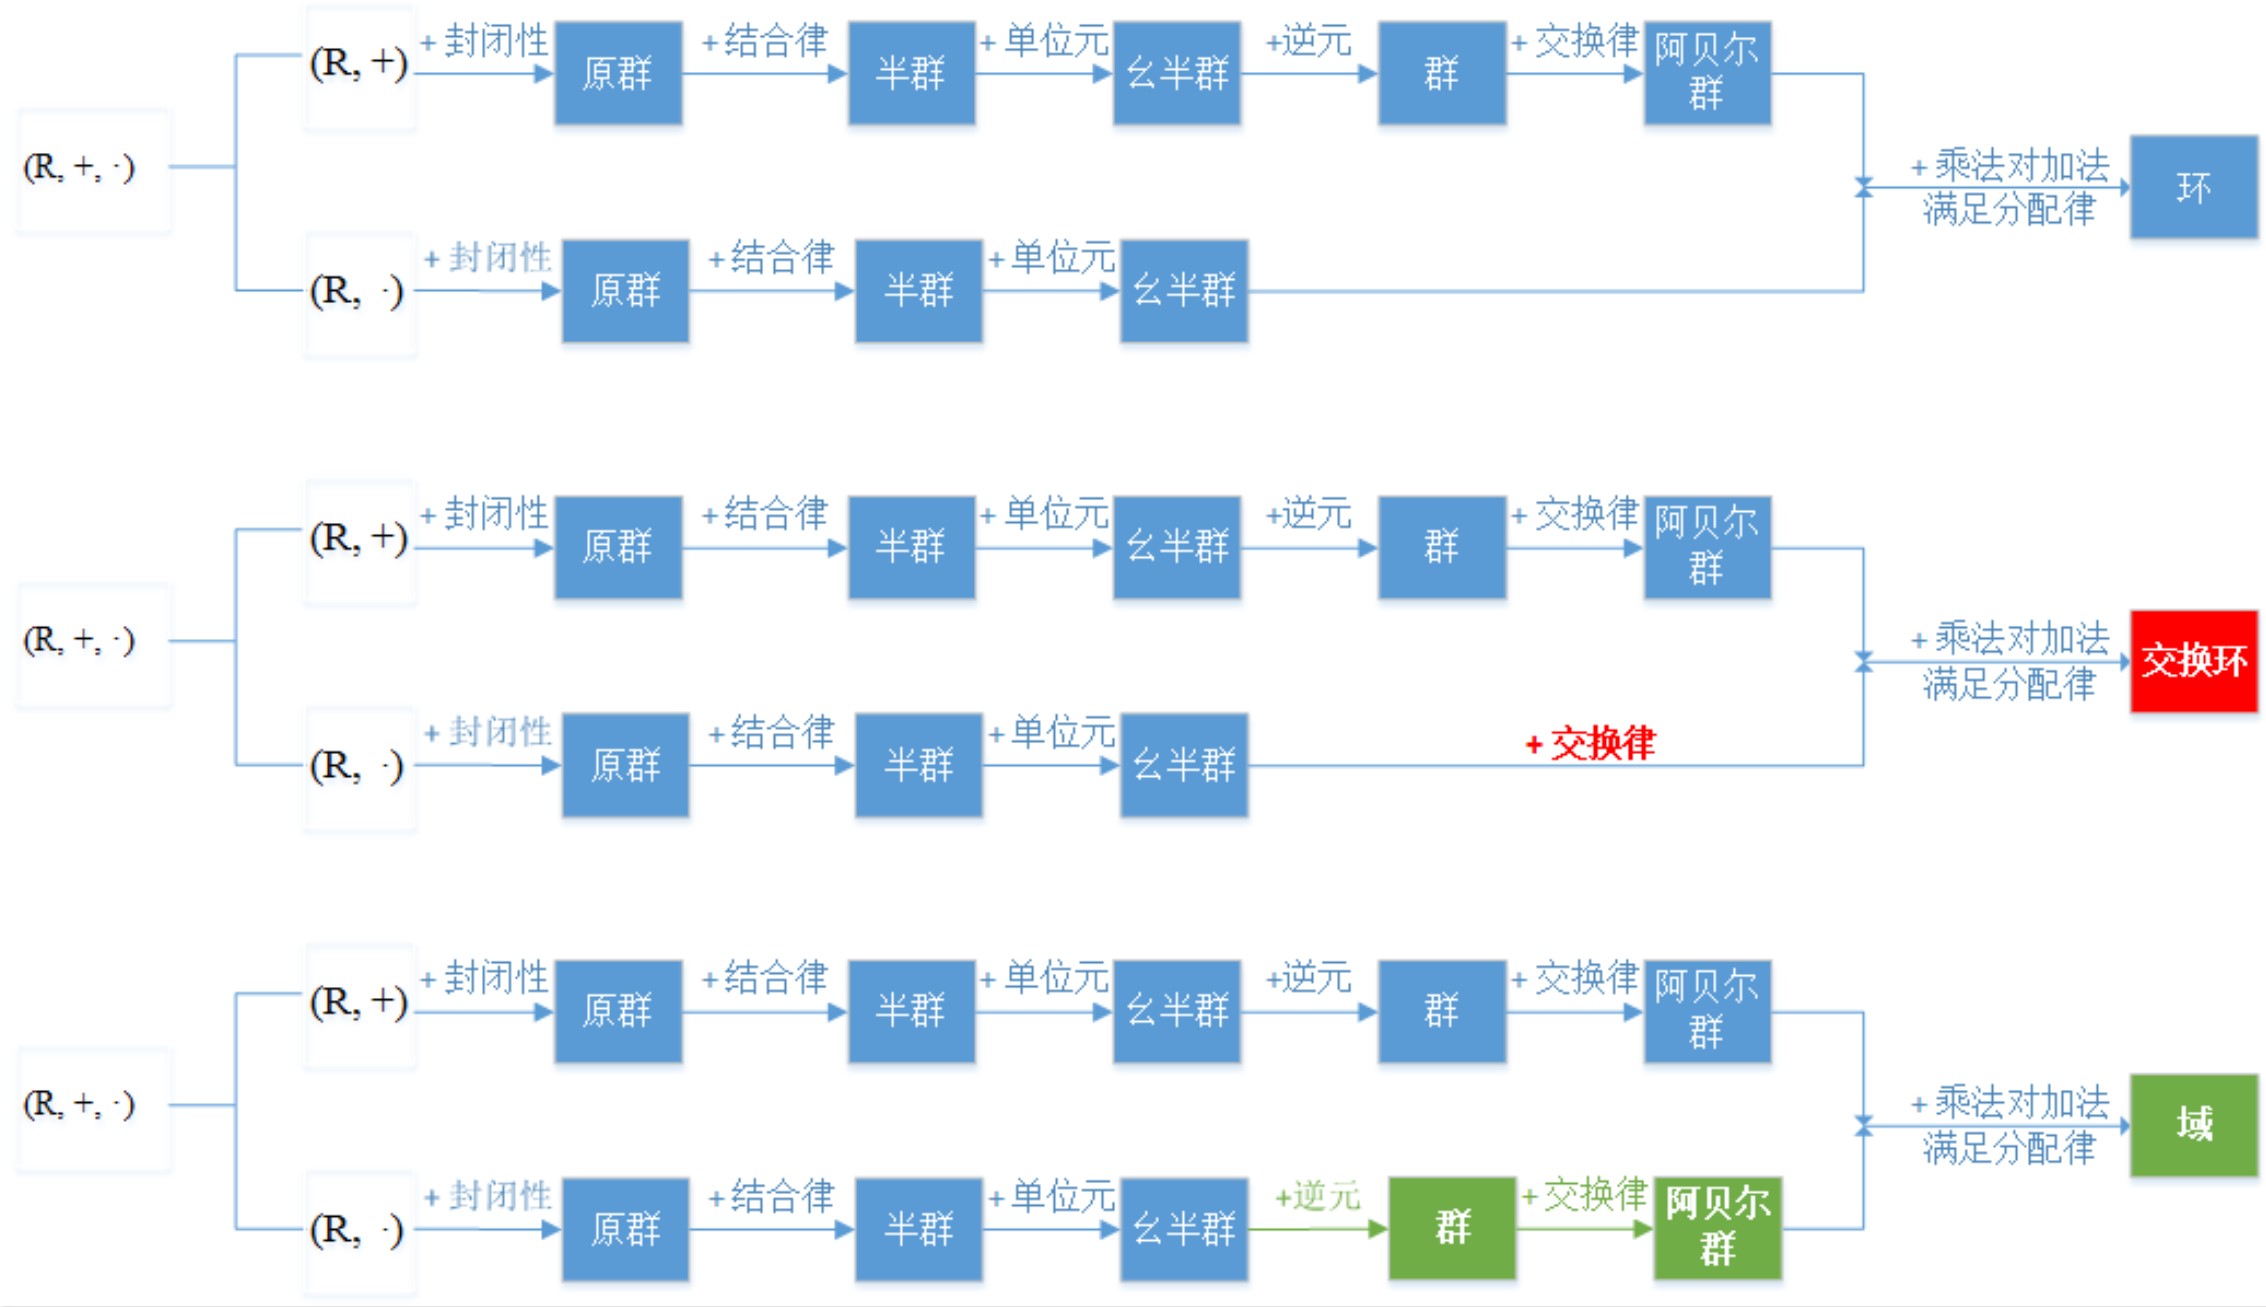 (R, +)
+ 封闭性
原群
+结合律
半群
+ 单位元
幺半群
+逆元
群
+ 交换律
阿贝尔
群
(R, +, ·)
+ 乘法对加法
满足分配律
环
(R, ·)
+ 封闭性
原群
+结合律
半群
+单位元
幺半群
(R, +)
+ 封闭性
原群
+结合律
半群
+ 单位元
幺半群
+逆元
群
+ 交换律
阿贝尔
群
(R, +, ·)
+ 乘法对加法
满足分配律
交换环
(R, ·)
+ 封闭性
原群
+结合律
半群
+单位元
幺半群
+ 交换律
(R, +)
+ 封闭性
原群
+结合律
半群
+ 单位元
幺半群
+逆元
群
+ 交换律
阿贝尔
群
(R, +, ·)
+ 乘法对加法
满足分配律
域
(R, ·)
+ 封闭性
原群
+结合律
半群
+单位元
幺半群
+逆元
群
+ 交换律
阿贝尔
群